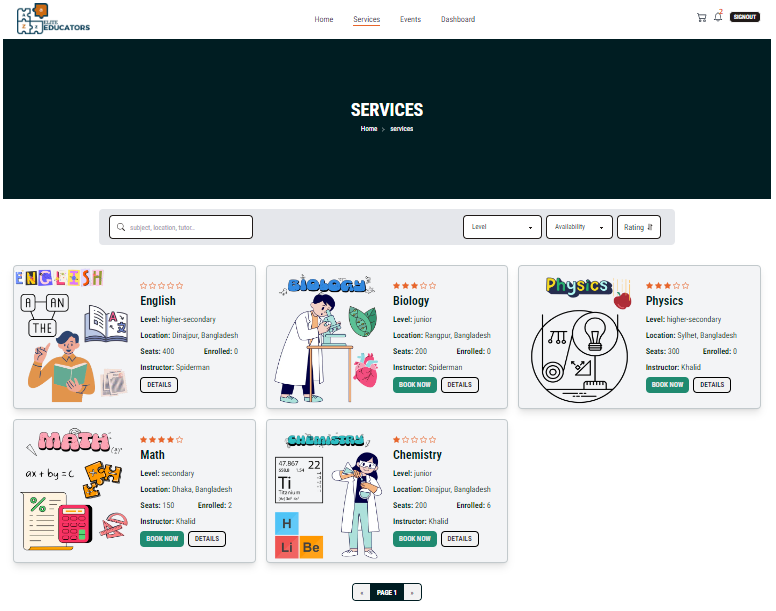 ELITE
EDUCATORS
Home Services Events Dashboard
2
SIGNOUT
SERVICES
Home > services
subject, location, tutor..
Level
Availability
Rating
ENGLISH
A AN
THE
English
Level: higher-secondary
Location: Dinajpur, Bangladesh
Seats: 400 Enrolled: 0
Instructor: Spiderman
DETAILS
BIOLOGY
Biology
Level: junior
Location: Rangpur, Bangladesh
Seats: 200 Enrolled: 0
Instructor: Spiderman
BOOK NOW DETAILS
Physics
Physics
Level: higher-secondary
Location: Sylhet, Bangladesh
Seats: 300 Enrolled: 0
Instructor: Khalid
BOOK NOW DETAILS
MATH
ax + by = c
%
Math
Level: secondary
Location: Dhaka, Bangladesh
Seats: 150 Enrolled: 2
Instructor: Khalid
BOOK NOW DETAILS
CHEMISTRY
47.867 22
Ti
Titanium
H
Li Be
Chemistry
Level: junior
Location: Dinajpur, Bangladesh
Seats: 200 Enrolled: 6
Instructor: Khalid
BOOK NOW DETAILS
« PAGE 1 »